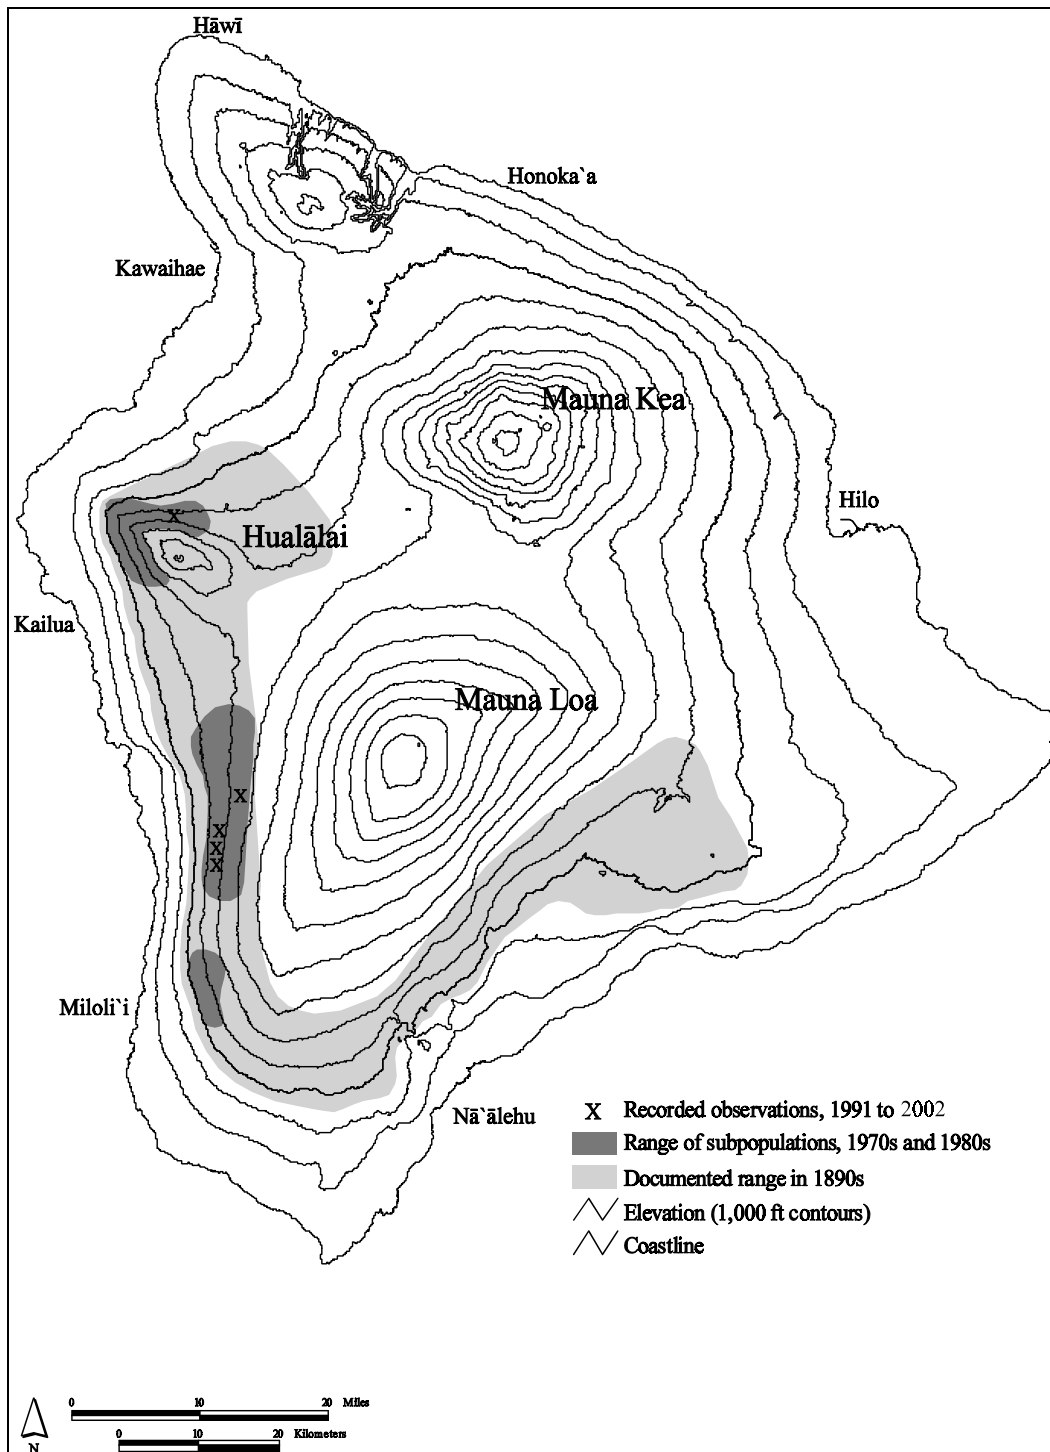 Hāwī
Honoka`a
Kawaihae
Mauna Kea
Hilo
x
Hualālai
Kailua
Mauna Loa
x
x
x
x
Miloli`i
Nā`ālehu
x Recorded observations, 1991 to 2002
Range of subpopulations, 1970s and 1980s
Documented range in 1890s
Elevation (1,000 ft contours)
Coastline
0 10 20 Miles
0 10 20 Kilometers
N